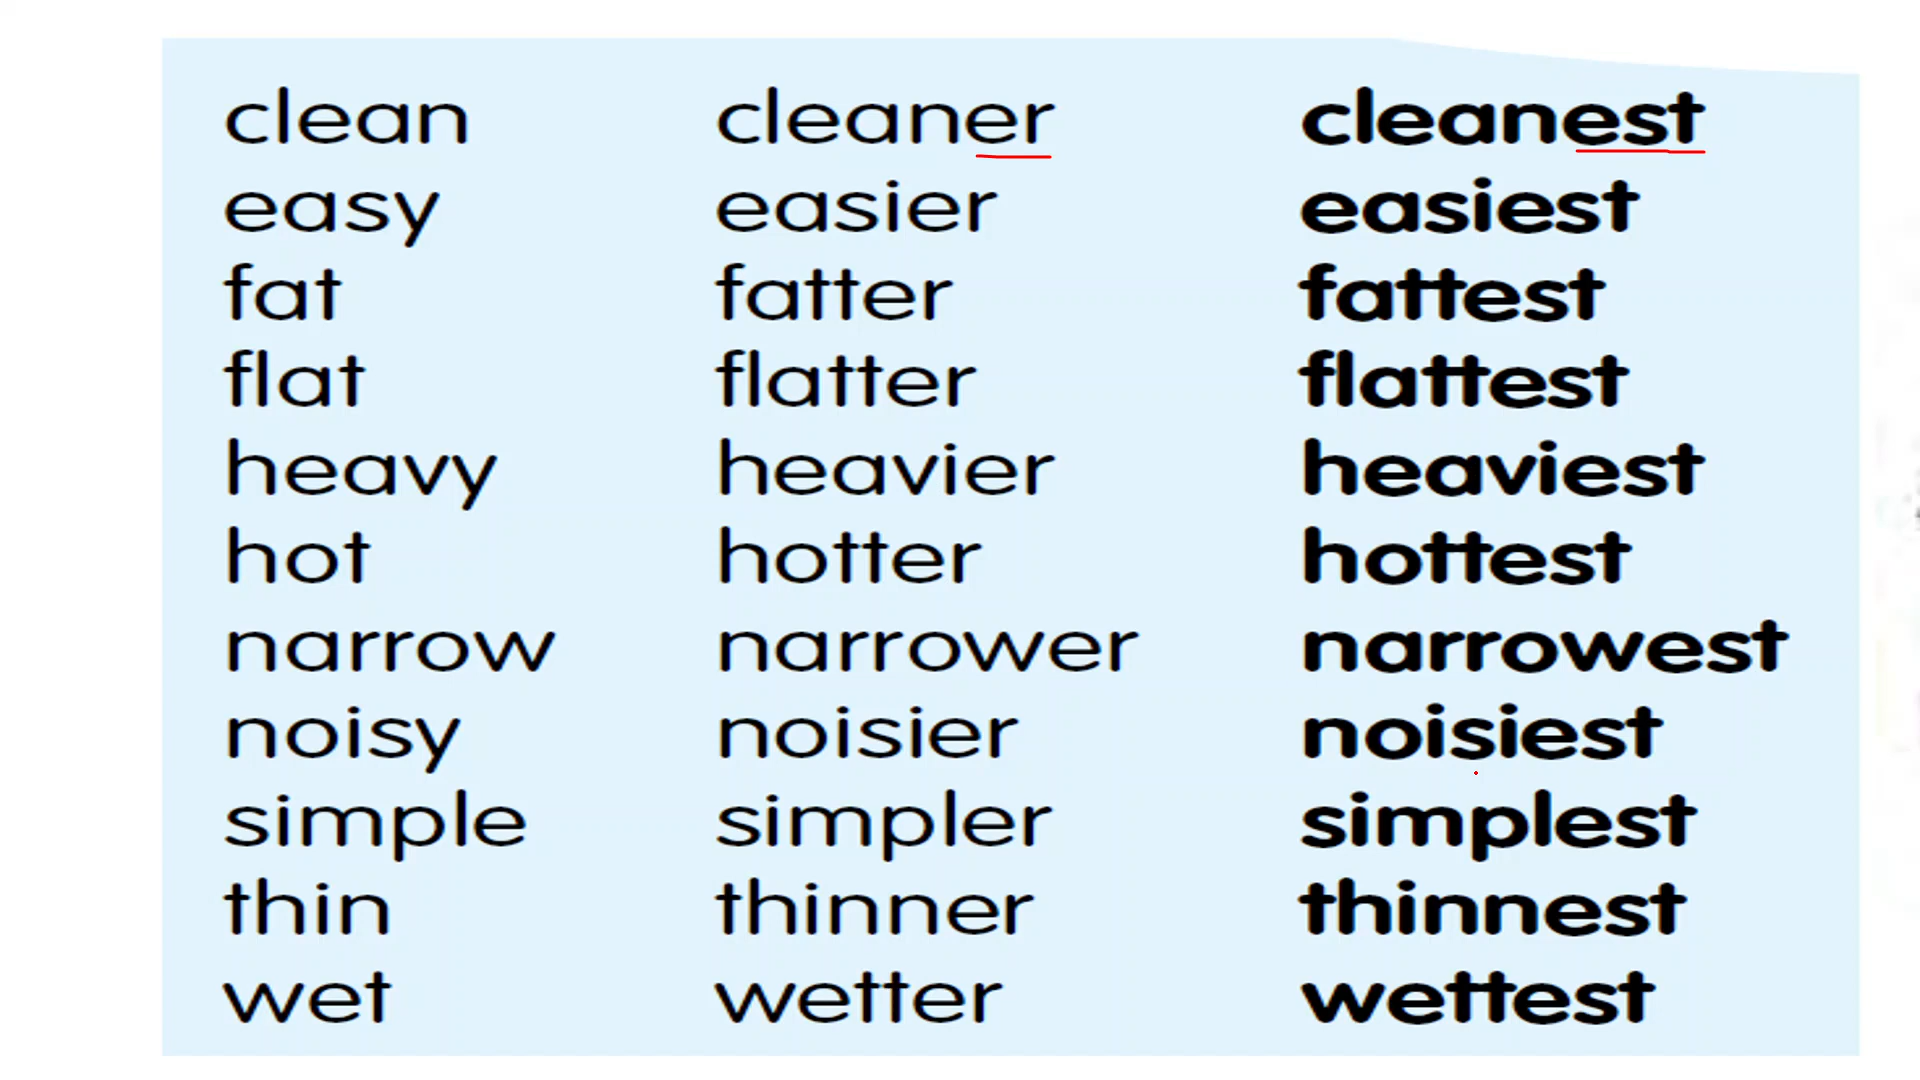 clean cleaner cleanest
easy easier easiest
fat fatter fattest
flat flatter flattest
heavy heavier heaviest
hot hotter hottest
narrow narrower narrowest
noisy noisier noisiest
simple simpler simplest
thin thinner thinnest
wet wetter wettest